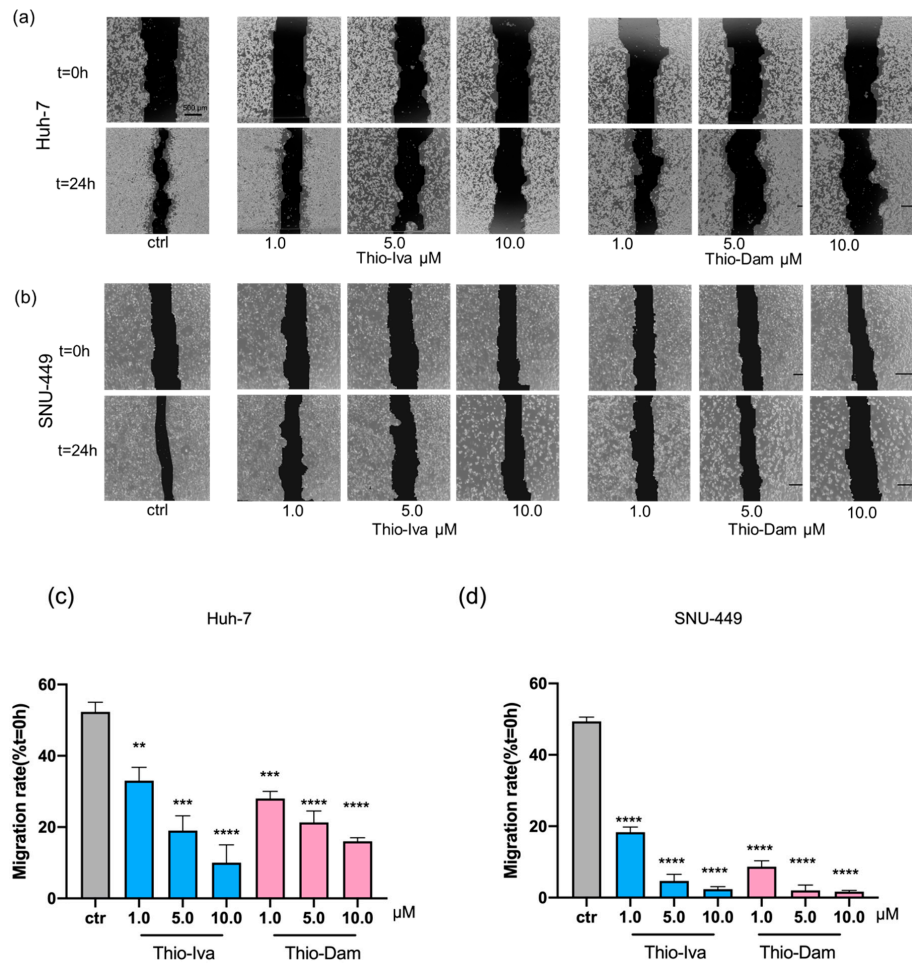 (a)
Huh-7
t=0h
500 µm
t=24h
ctrl
1.0 5.0 10.0
Thio-Iva µM
1.0 5.0 10.0
Thio-Dam µM
(b)
SNU-449
t=0h
t=24h
ctrl
1.0 5.0 10.0
Thio-Iva µM
1.0 5.0 10.0
Thio-Dam µM
(c)
Huh-7
Migration rate(%t=0h)
60
40
20
0
** *** **** *** **** ****
ctr 1.0 5.0 10.0 1.0 5.0 10.0 µM
Thio-Iva Thio-Dam
(d)
SNU-449
Migration rate(%t=0h)
60
40
20
0
**** **** **** **** **** ****
ctr 1.0 5.0 10.0 1.0 5.0 10.0 µM
Thio-Iva Thio-Dam